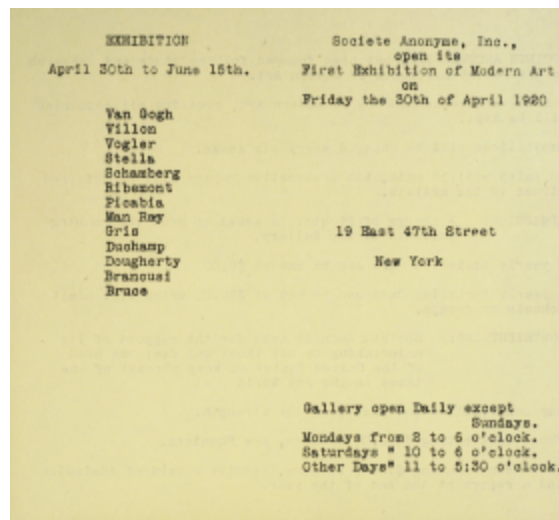 EXHIBITION
April 30th to June 15th.
Van Gogh
Villon
Vogler
Stella
Schamberg
Ribemont
Picabia
Man Ray
Gris
Duchamp
Dougherty
Brancusi
Bruce
Societe Anonyme, Inc.,
open its
First Exhibition of Modern Art
on
Friday the 30th of April 1920
19 East 47th Street
New York
Gallery open Daily except
Sundays.
Mondays from 2 to 6 o'clock.
Saturdays " 10 to 6 o'clock.
Other Days" 11 to 5:30 o'clock.